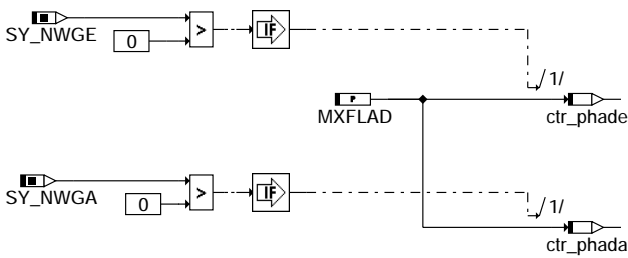 SY_NWGE
0
>
IF
/1/
P
MXFLAD
ctr_phade
SY_NWGA
0
>
IF
/1/
ctr_phada